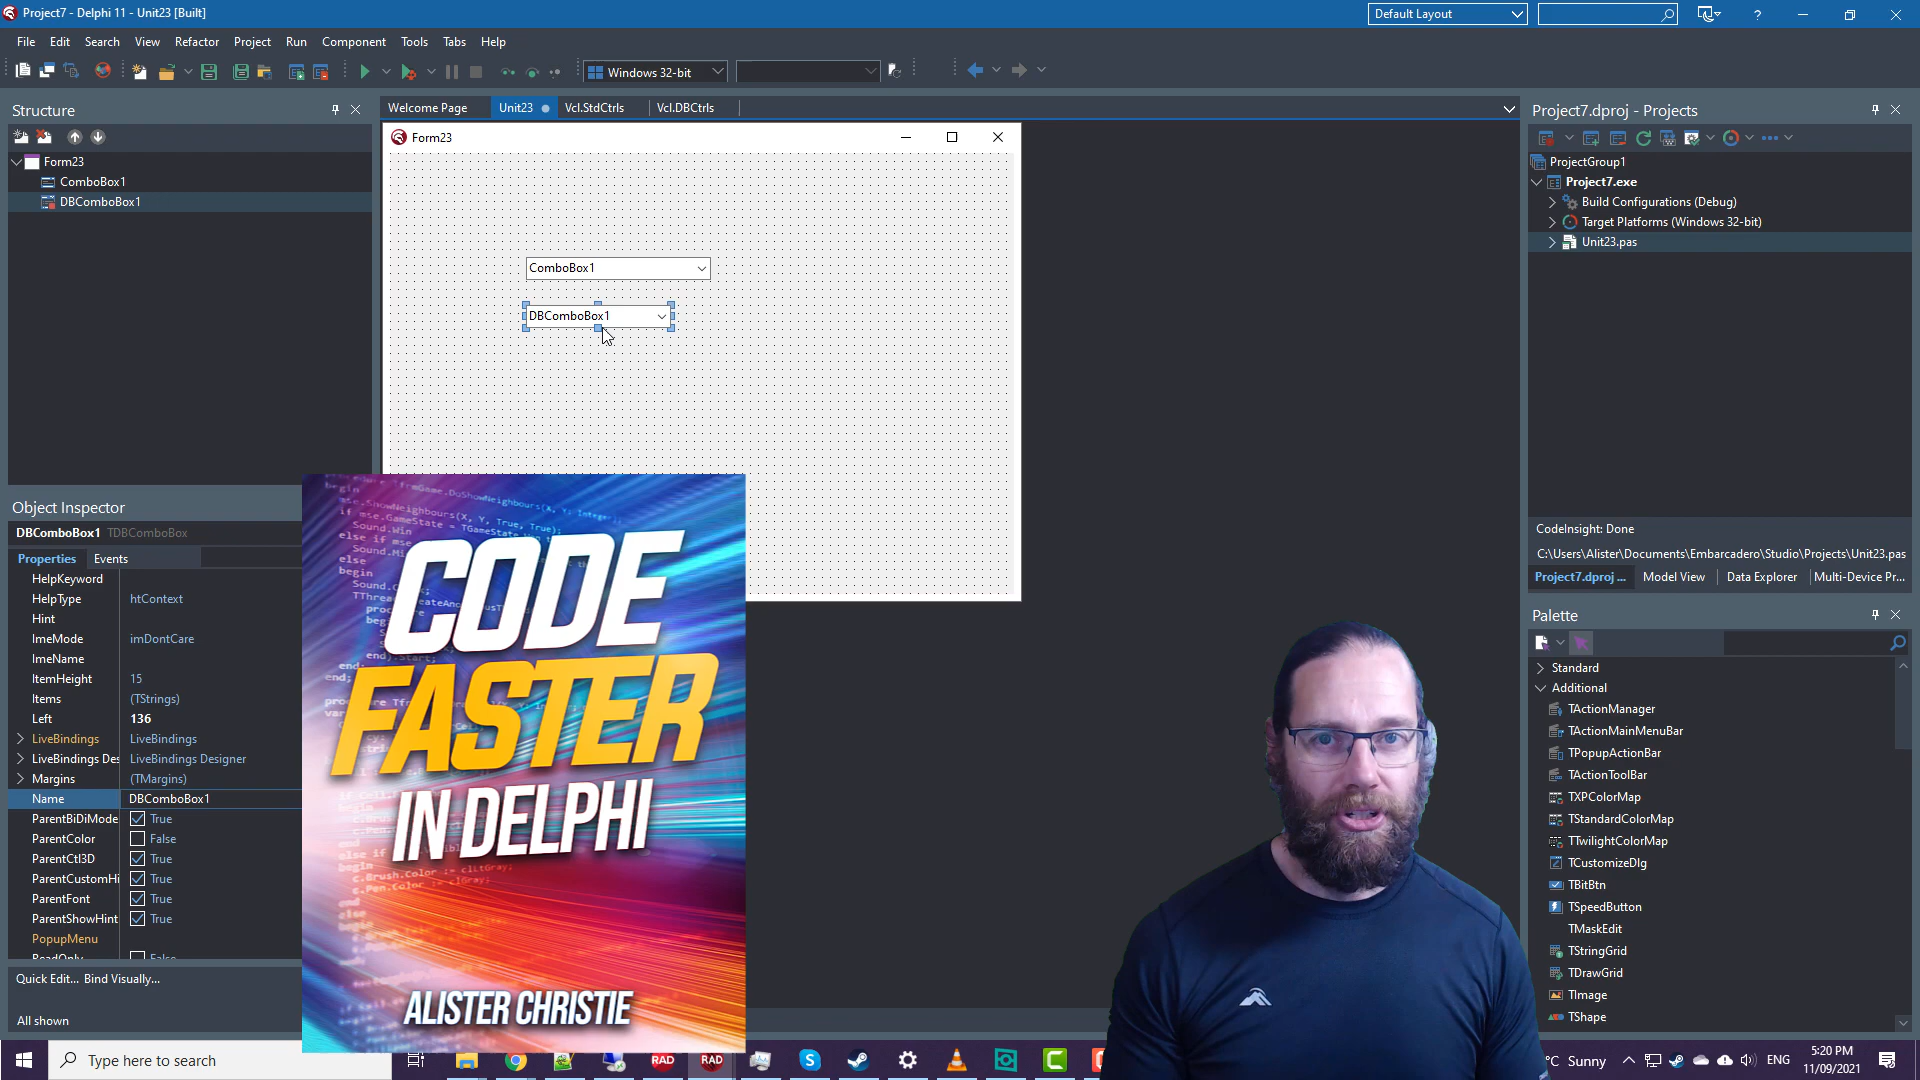 Project7 - Delphi 11 - Unit23 [Built]
Default Layout
?
File Edit Search View Refactor Project Run Component Tools Tabs Help
Windows 32-bit
Structure
Form23
ComboBox1
DBComboBox1
Welcome Page Unit23 Vcl.StdCtrls Vcl.DBCtrls
Form23
ComboBox1
DBComboBox1
Project7.dproj - Projects
ProjectGroup1
Project7.exe
Build Configurations (Debug)
Target Platforms (Windows 32-bit)
Unit23.pas
CodeInsight: Done
C:\Users\Alister\Documents\Embarcadero\Studio\Projects\Unit23.pas
Project7.dproj ... Model View Data Explorer Multi-Device Pr...
Object Inspector
DBComboBox1 TDBComboBox
Properties Events
HelpKeyword
HelpType htContext
Hint
ImeMode imDontCare
ImeName
ItemHeight 15
Items (TStrings)
Left 136
LiveBindings LiveBindings
LiveBindings Des LiveBindings Designer
Margins (TMargins)
Name DBComboBox1
ParentBiDiMode True
ParentColor False
ParentCtl3D True
ParentCustomHi True
ParentFont True
ParentShowHint True
PopupMenu
ReadOnly False
Quick Edit... Bind Visually...
All shown
CODE
FASTER
IN DELPHI
ALISTER CHRISTIE
Palette
Standard
Additional
TActionManager
TActionMainMenuBar
TPopupActionBar
TActionToolBar
TXPColorMap
TStandardColorMap
TTwilightColorMap
TCustomizeDlg
TBitBtn
TSpeedButton
TMaskEdit
TStringGrid
TDrawGrid
TImage
TShape
Type here to search
RAD
RAD
°C Sunny
ENG
5:20 PM
11/09/2021